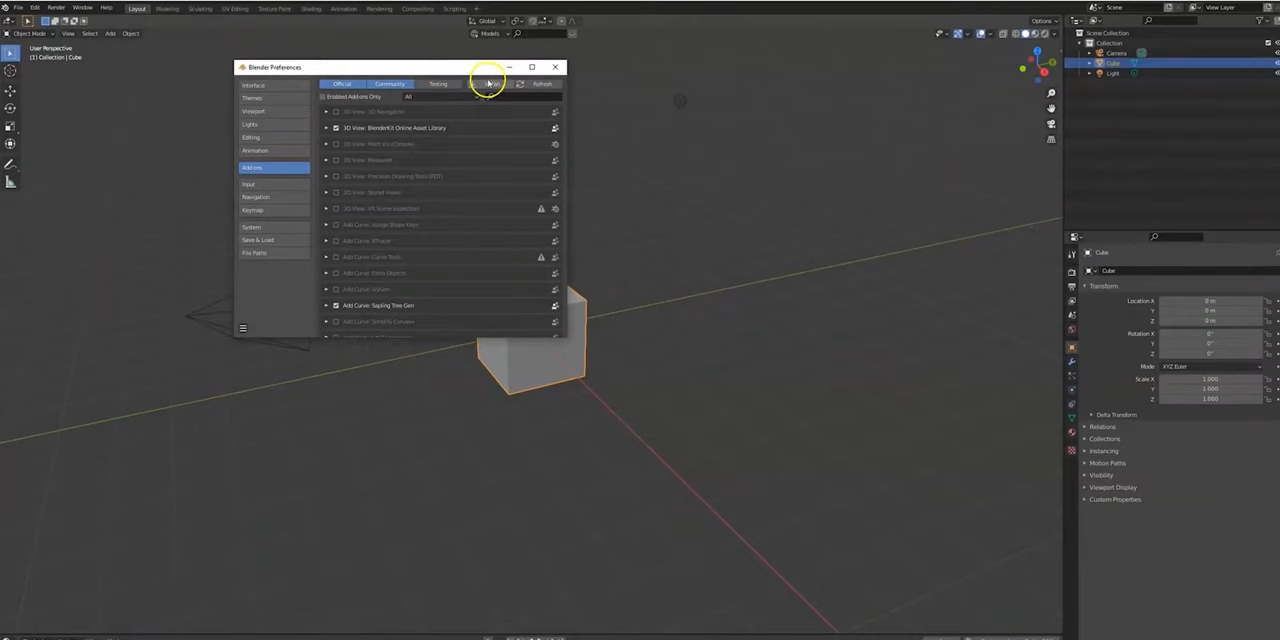 File Edit Render Window Help Layout Modeling Sculpting UV Editing Texture Paint Shading Animation Rendering Compositing Scripting + Scene View Layer
Global Options
Object Mode View Select Add Object Models Scene Collection
User Perspective
(1) Collection | Cube
Collection
Camera
Cube
Light
Blender Preferences
Interface
Themes
Viewport
Lights
Editing
Animation
Add-ons
Input
Navigation
Keymap
System
Save & Load
File Paths
Official Community Testing Refresh
Enabled Add-ons Only All
3D View: 3D Navigation
3D View: BlenderKit Online Asset Library
3D View: Math Vis (Console)
3D View: MeasureIt
3D View: Precision Drawing Tools (PDT)
3D View: Stored Views
3D View: VR Scene Inspection
Add Curve: Assign Shape Keys
Add Curve: BTracer
Add Curve: Curve Tools
Add Curve: Extra Objects
Add Curve: IvyGen
Add Curve: Sapling Tree Gen
Add Curve: Simplify Curves+
Cube
Cube
Transform
Location X 0 m
Y 0 m
Z 0 m
Rotation X 0°
Y 0°
Z 0°
Mode XYZ Euler
Scale X 1.000
Y 1.000
Z 1.000
Delta Transform
Relations
Collections
Instancing
Motion Paths
Visibility
Viewport Display
Custom Properties